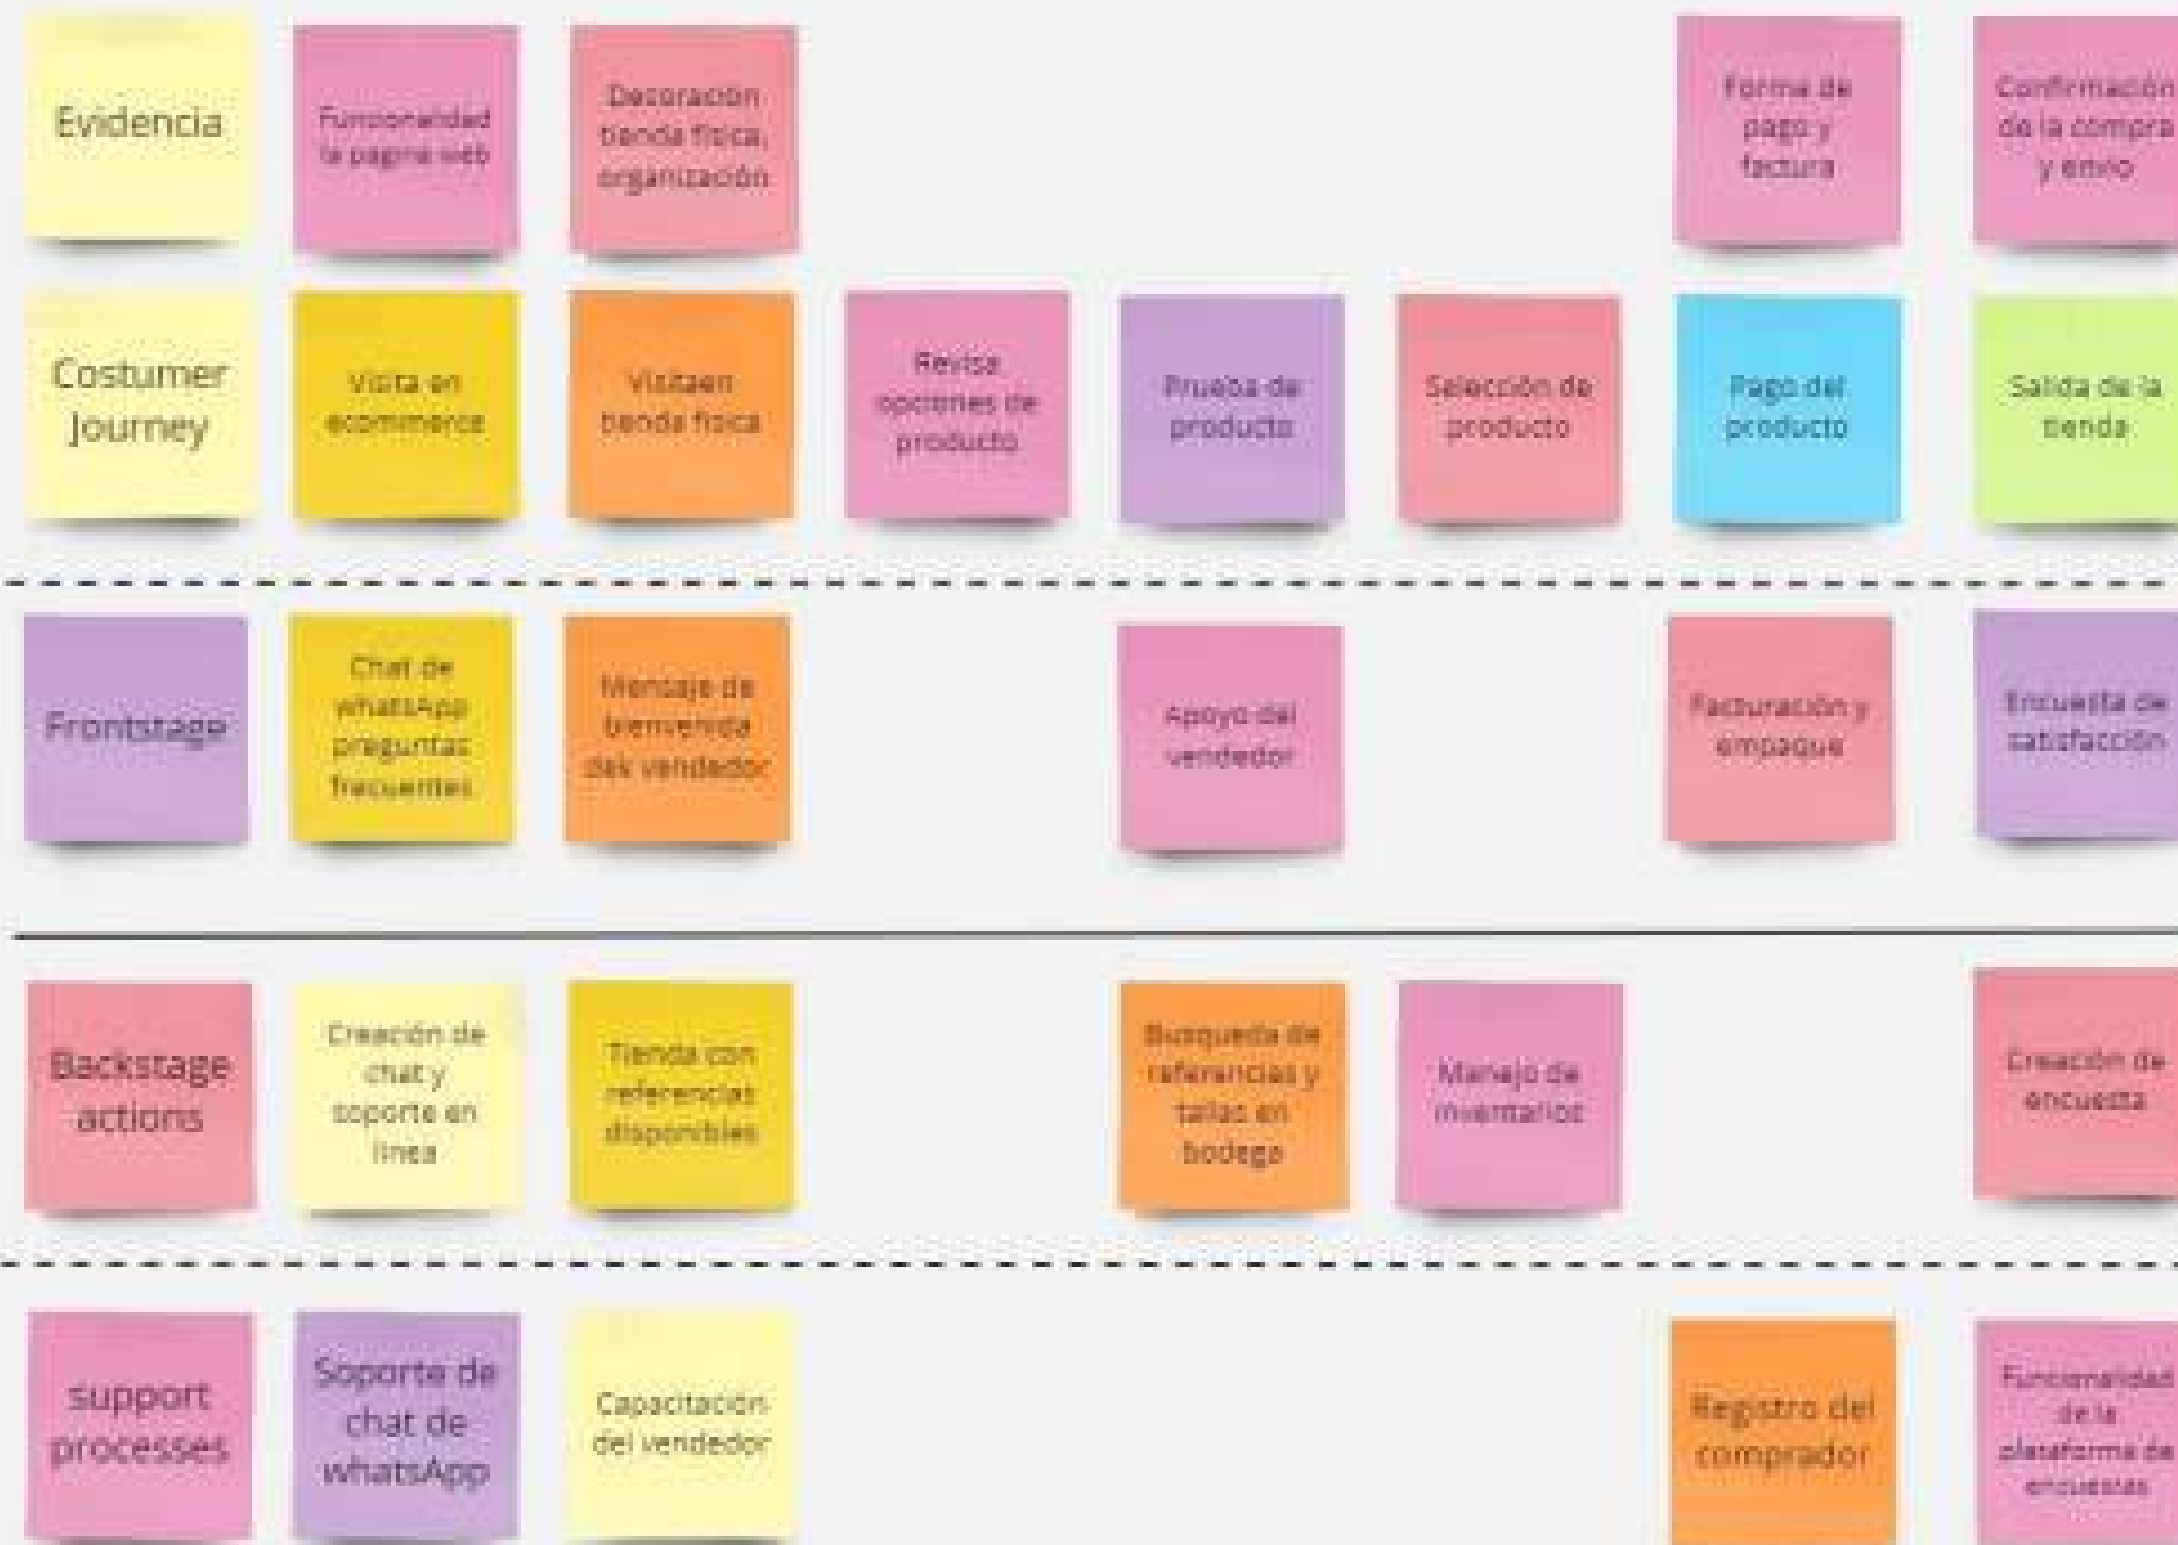 Evidencia
Funcionalidad
la pagina web
Decoración
tienda fisica,
organización
Forma de
pago y
factura
Confirmación
de la compra
y envio
Costumer
Journey
Visita en
ecommerce
Visitaen
tienda fisica
Revisa
opciones de
producto
Prueba de
producto
Selección de
producto
Pago del
producto
Salida de la
tienda
Frontstage
Chat de
whatsApp
preguntas
frecuentes
Mensaje de
bienvenida
dek vendedor
Apoyo del
vendedor
Facturación y
empaque
Encuesta de
satisfacción
Backstage
actions
Creación de
chat y
soporte en
linea
Tienda con
referencias
disponibles
Busqueda de
referencias y
tallas en
bodega
Manejo de
inventarios
Creación de
encuesta
support
processes
Soporte de
chat de
whatsApp
Capacitación
del vendedor
Registro del
comprador
Funcionalidad
de la
plataforma de
encuestas